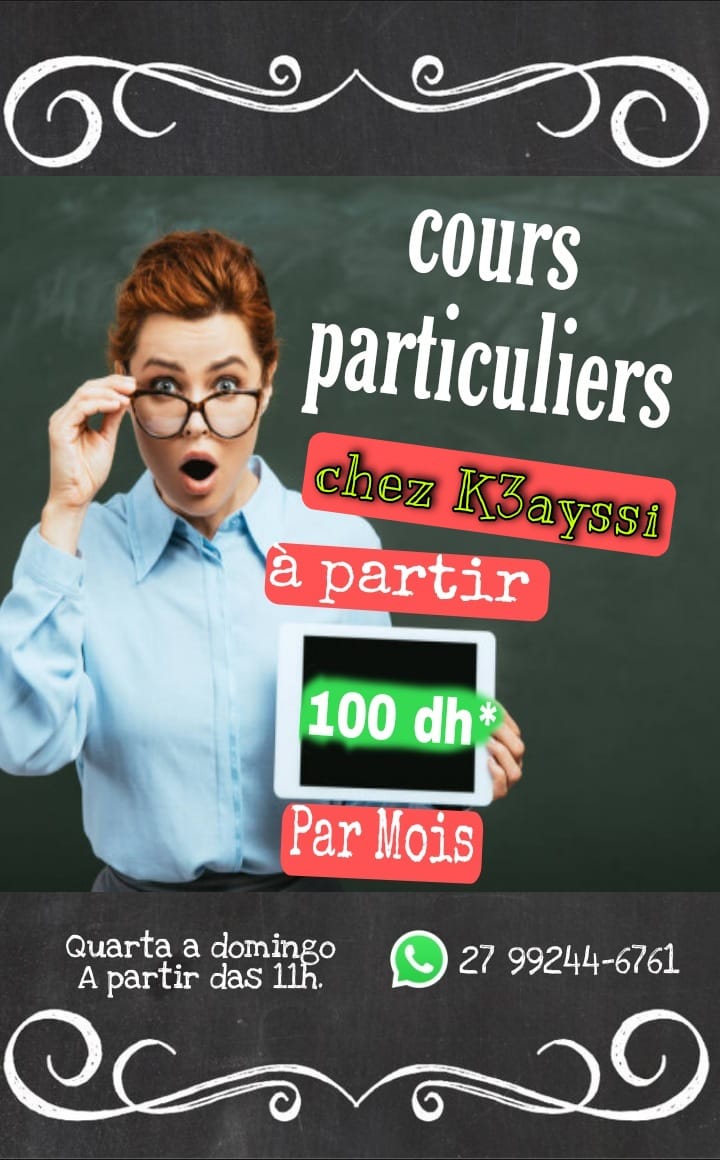 cours
particuliers
chez K3ayssi
à partir
100 dh*
Par Mois
Quarta a domingo
A partir das 11h.
27 99244-6761